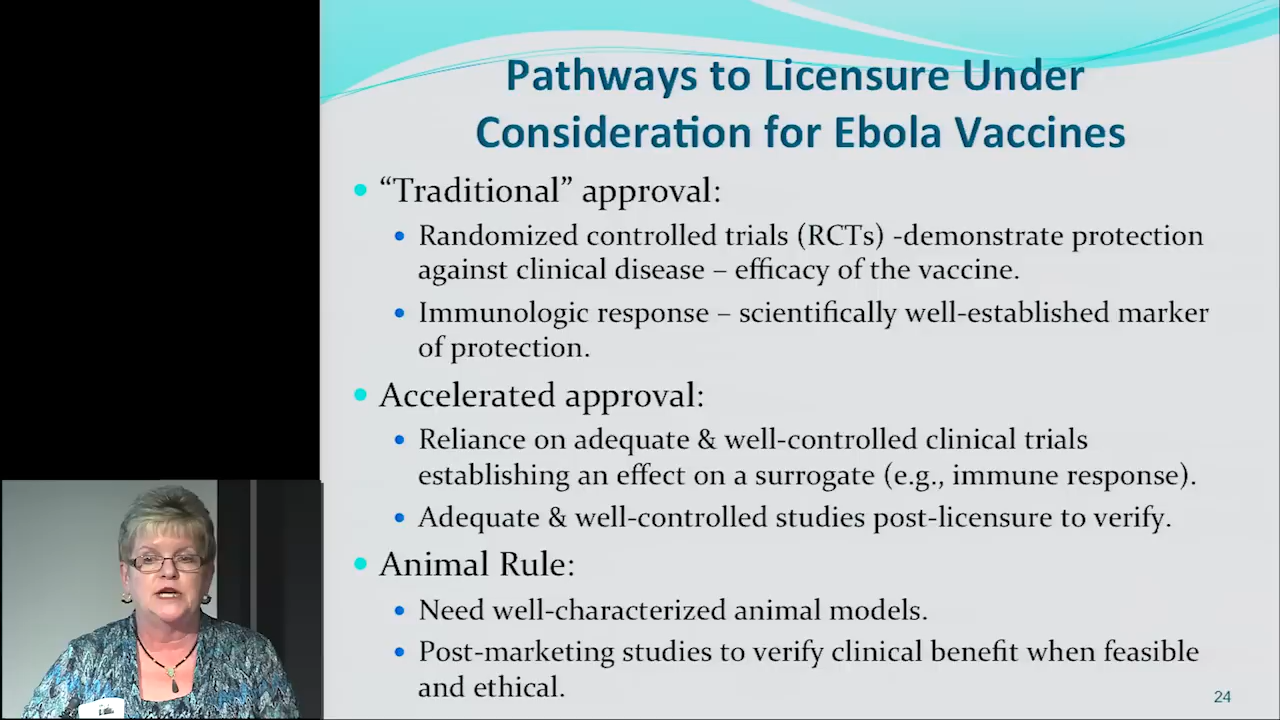 Pathways to Licensure Under
Consideration for Ebola Vaccines
• “Traditional” approval:
• Randomized controlled trials (RCTs) -demonstrate protection
against clinical disease – efficacy of the vaccine.
• Immunologic response – scientifically well-established marker
of protection.
• Accelerated approval:
• Reliance on adequate & well-controlled clinical trials
establishing an effect on a surrogate (e.g., immune response).
• Adequate & well-controlled studies post-licensure to verify.
• Animal Rule:
• Need well-characterized animal models.
• Post-marketing studies to verify clinical benefit when feasible
and ethical.
24